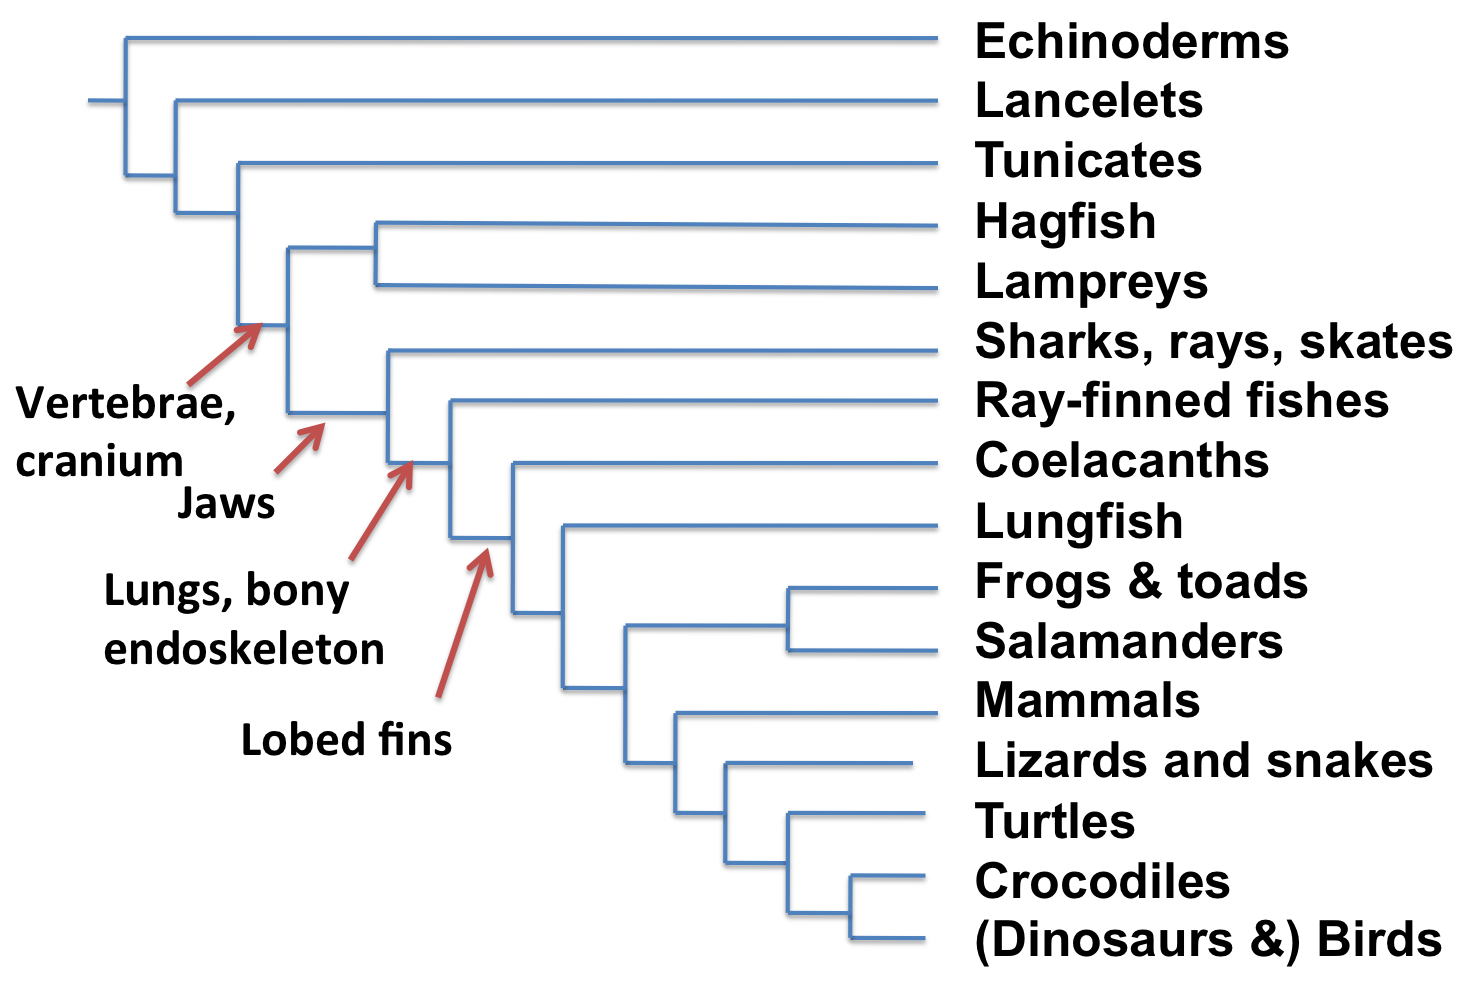 Echinoderms
Lancelets
Tunicates
Hagfish
Lampreys
Sharks, rays, skates
Ray-finned fishes
Coelacanths
Lungfish
Frogs & toads
Salamanders
Mammals
Lizards and snakes
Turtles
Crocodiles
(Dinosaurs &) Birds
Vertebrae,
cranium
Jaws
Lungs, bony
endoskeleton
Lobed fins